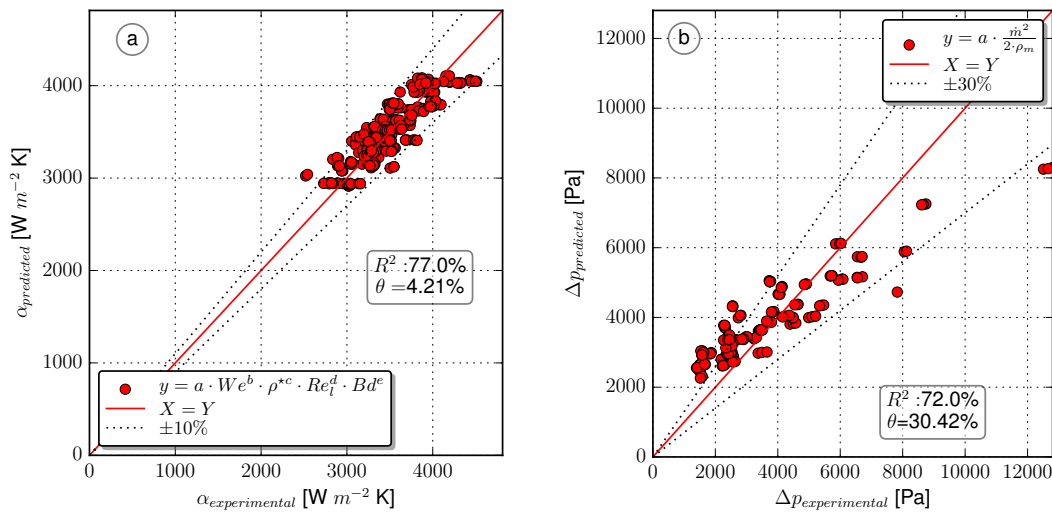 a
4000
3000
2000
1000
0
α_predicted [W m⁻² K]
R² :77.0%
θ =4.21%
y = a · We^b · ρ^⋆c · Re_l^d · Bd^e
X = Y
±10%
0 1000 2000 3000 4000
α_experimental [W m⁻² K]
b
12000
10000
8000
6000
4000
2000
0
Δp_predicted [Pa]
y = a · ṁ²/(2·ρ_m)
X = Y
±30%
R² :72.0%
θ=30.42%
0 2000 4000 6000 8000 10000 12000
Δp_experimental [Pa]